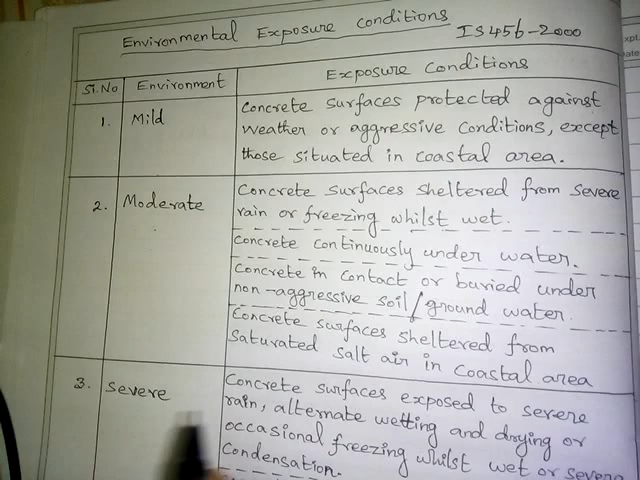 Environmental Exposure conditions
IS456-2000
Sl.No Environment Exposure Conditions
1. Mild
Concrete surfaces protected against
weather or aggressive conditions, except
those situated in coastal area.
2. Moderate
Concrete surfaces sheltered from severe
rain or freezing whilst wet.
Concrete continuously under water.
Concrete in contact or buried under
non-aggressive soil/ground water.
Concrete surfaces sheltered from
saturated salt air in coastal area
3. Severe
Concrete surfaces exposed to severe
rain, alternate wetting and drying or
occasional freezing whilst wet or severe
condensation.